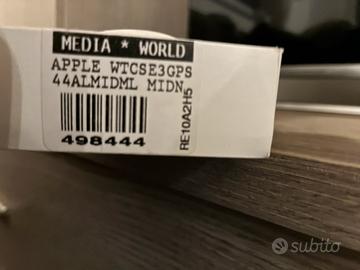 MEDIA * WORLD
APPLE WTCSE3GPS
44ALMIDML MIDN
498444
RE10A2H5
subito